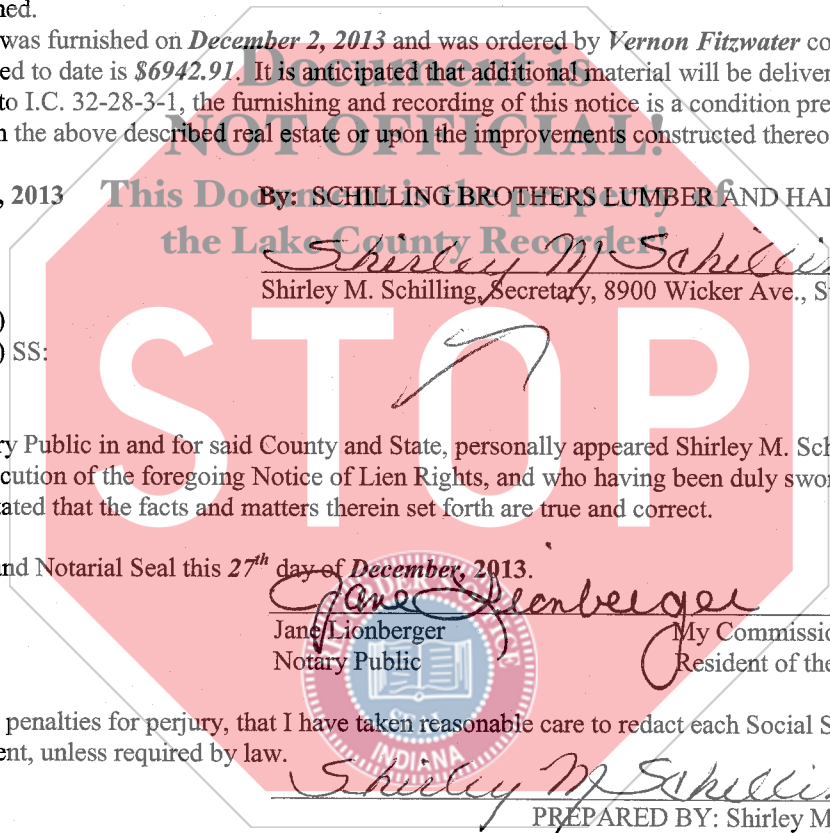 ned.
was furnished on December 2, 2013 and was ordered by Vernon Fitzwater co
ed to date is $6942.91. It is anticipated that additional material will be deliver
to I.C. 32-28-3-1, the furnishing and recording of this notice is a condition pre
n the above described real estate or upon the improvements constructed thereo
Document is
NOT OFFICIAL!
This Document is the property of
the Lake County Recorder!
, 2013 By: SCHILLING BROTHERS LUMBER AND HA
Shirley M Schillin
Shirley M. Schilling, Secretary, 8900 Wicker Ave., S
)
) SS:
STOP
ry Public in and for said County and State, personally appeared Shirley M. Sch
cution of the foregoing Notice of Lien Rights, and who having been duly swor
ated that the facts and matters therein set forth are true and correct.
nd Notarial Seal this 27th day of December, 2013.
Jane Lionberger
Jane Lionberger My Commissio
Notary Public Resident of the
SEAL
INDIANA
penalties for perjury, that I have taken reasonable care to redact each Social S
ent, unless required by law.
Shirley M Schillin
PREPARED BY: Shirley M